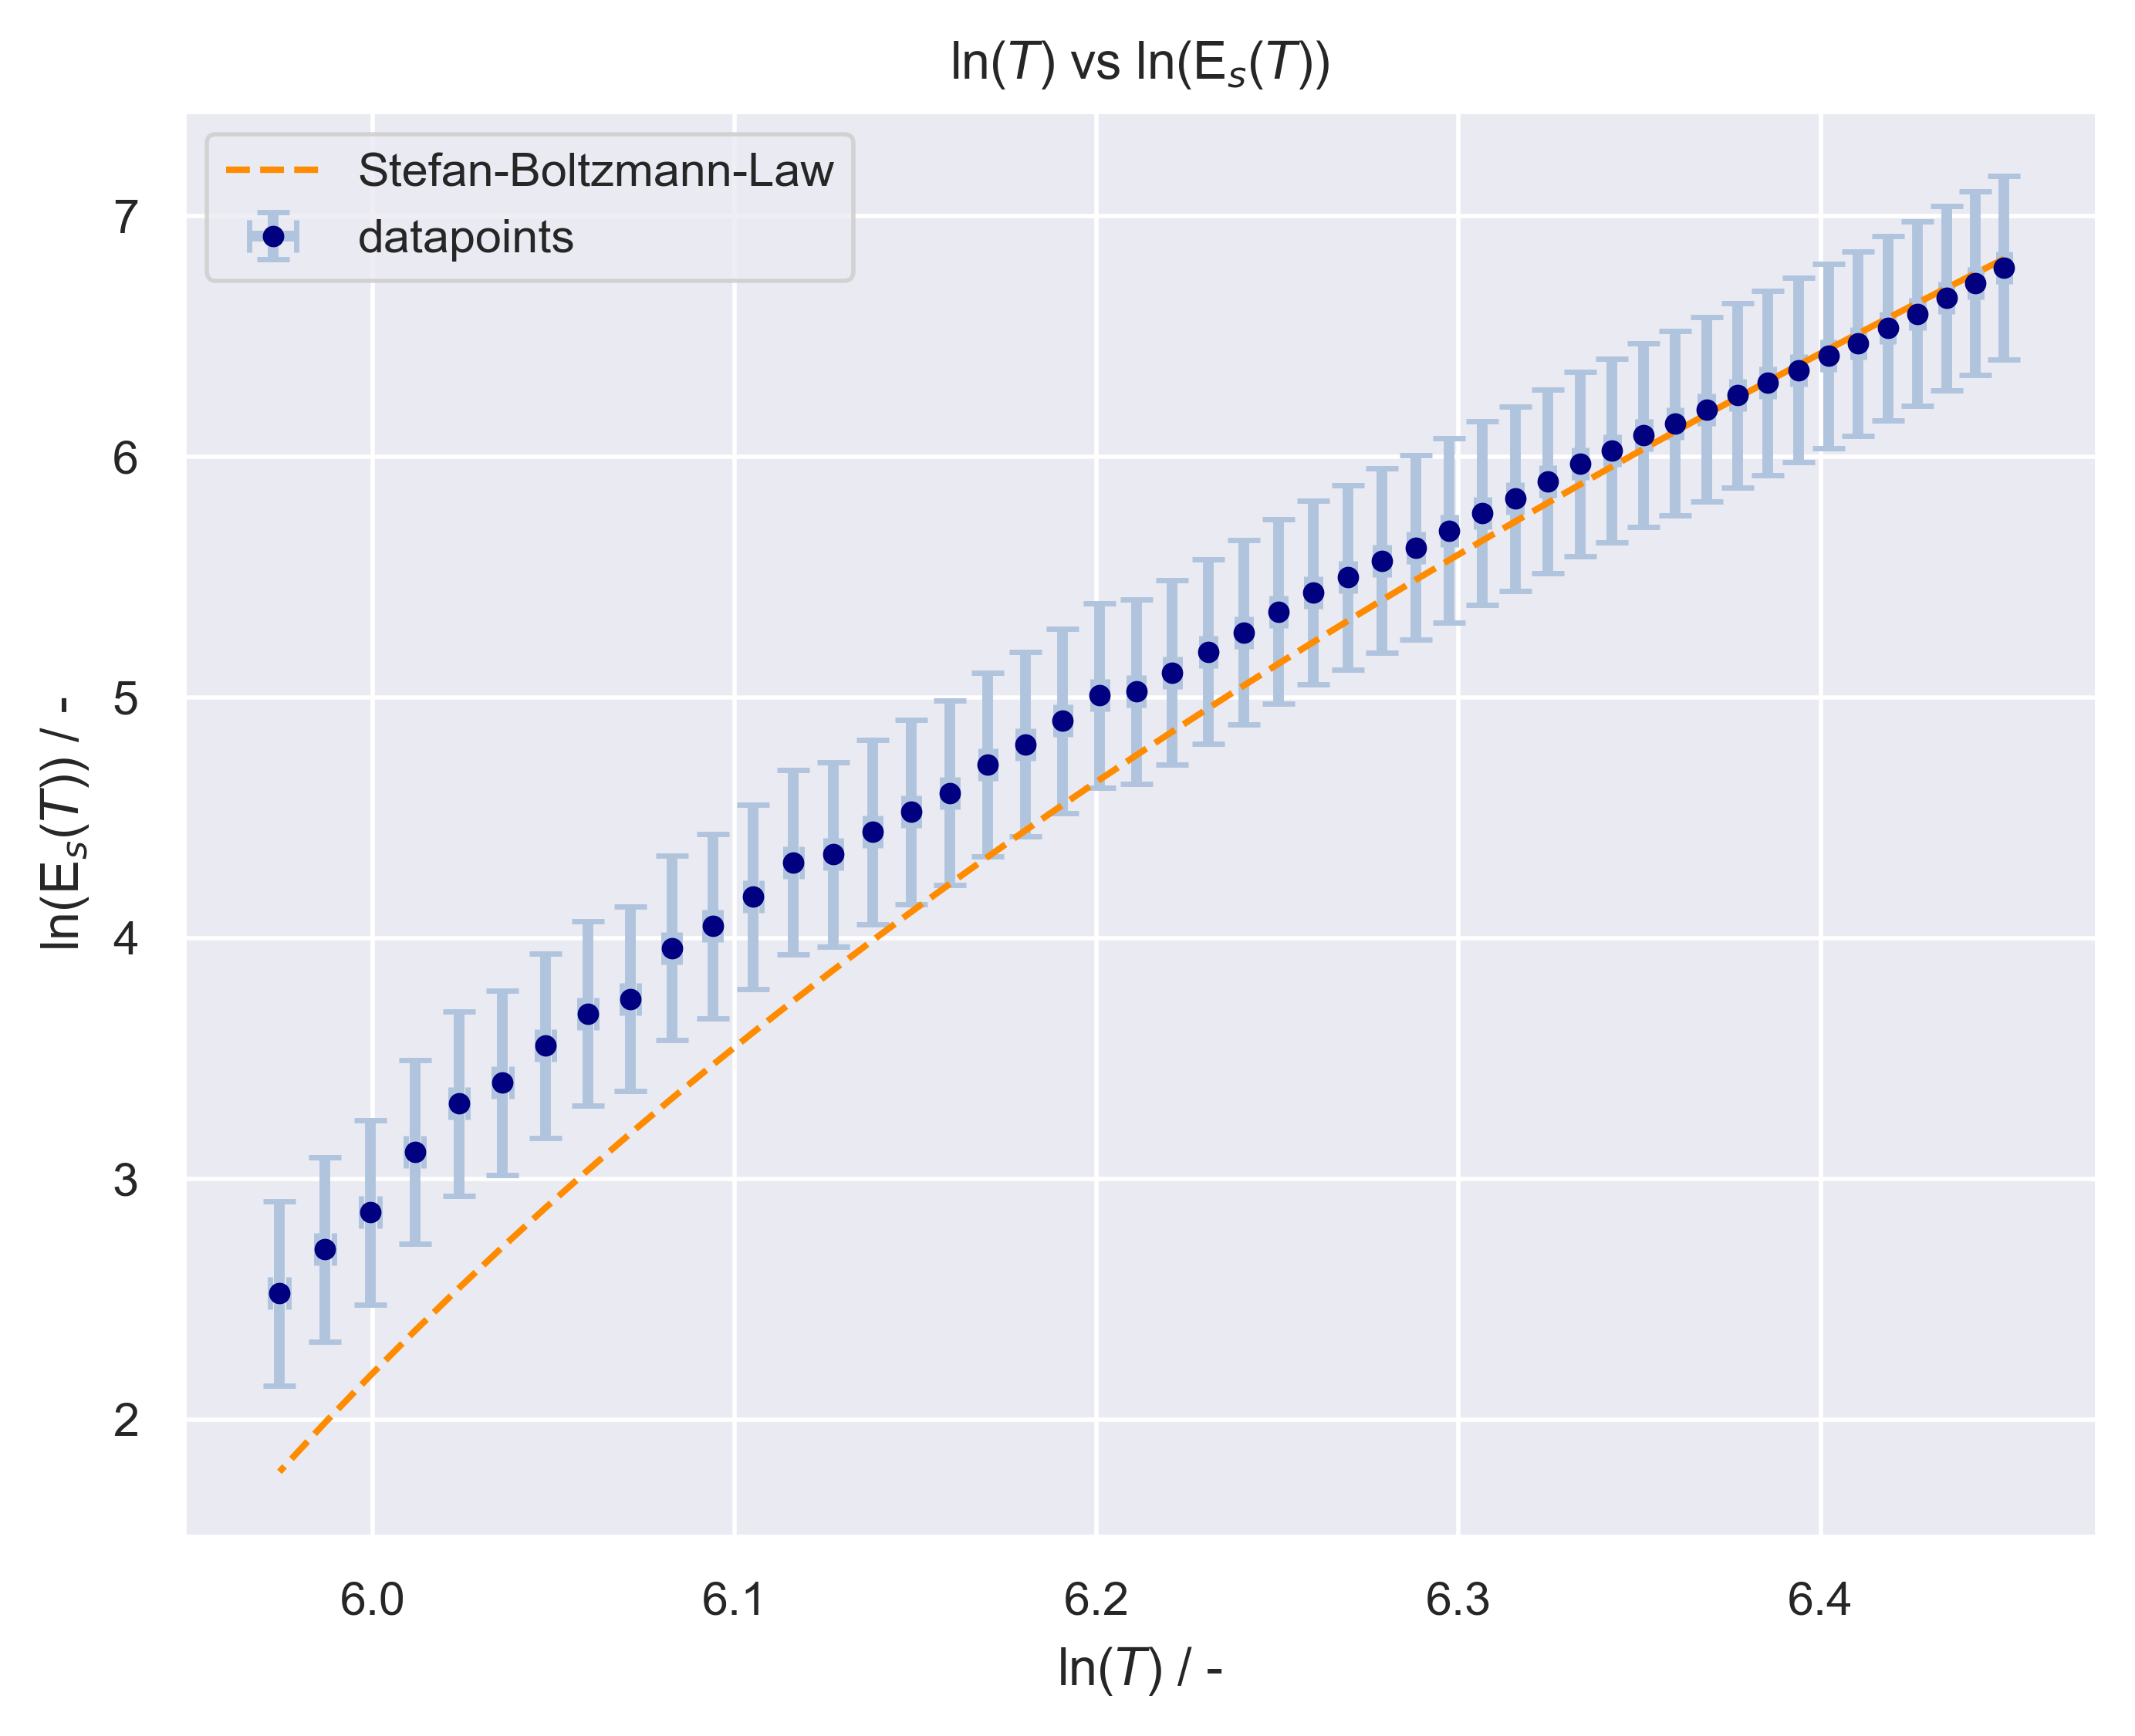 ln(T) vs ln(Eₛ(T))
Stefan-Boltzmann-Law
datapoints
ln(Eₛ(T)) / -
7
6
5
4
3
2
6.0 6.1 6.2 6.3 6.4
ln(T) / -